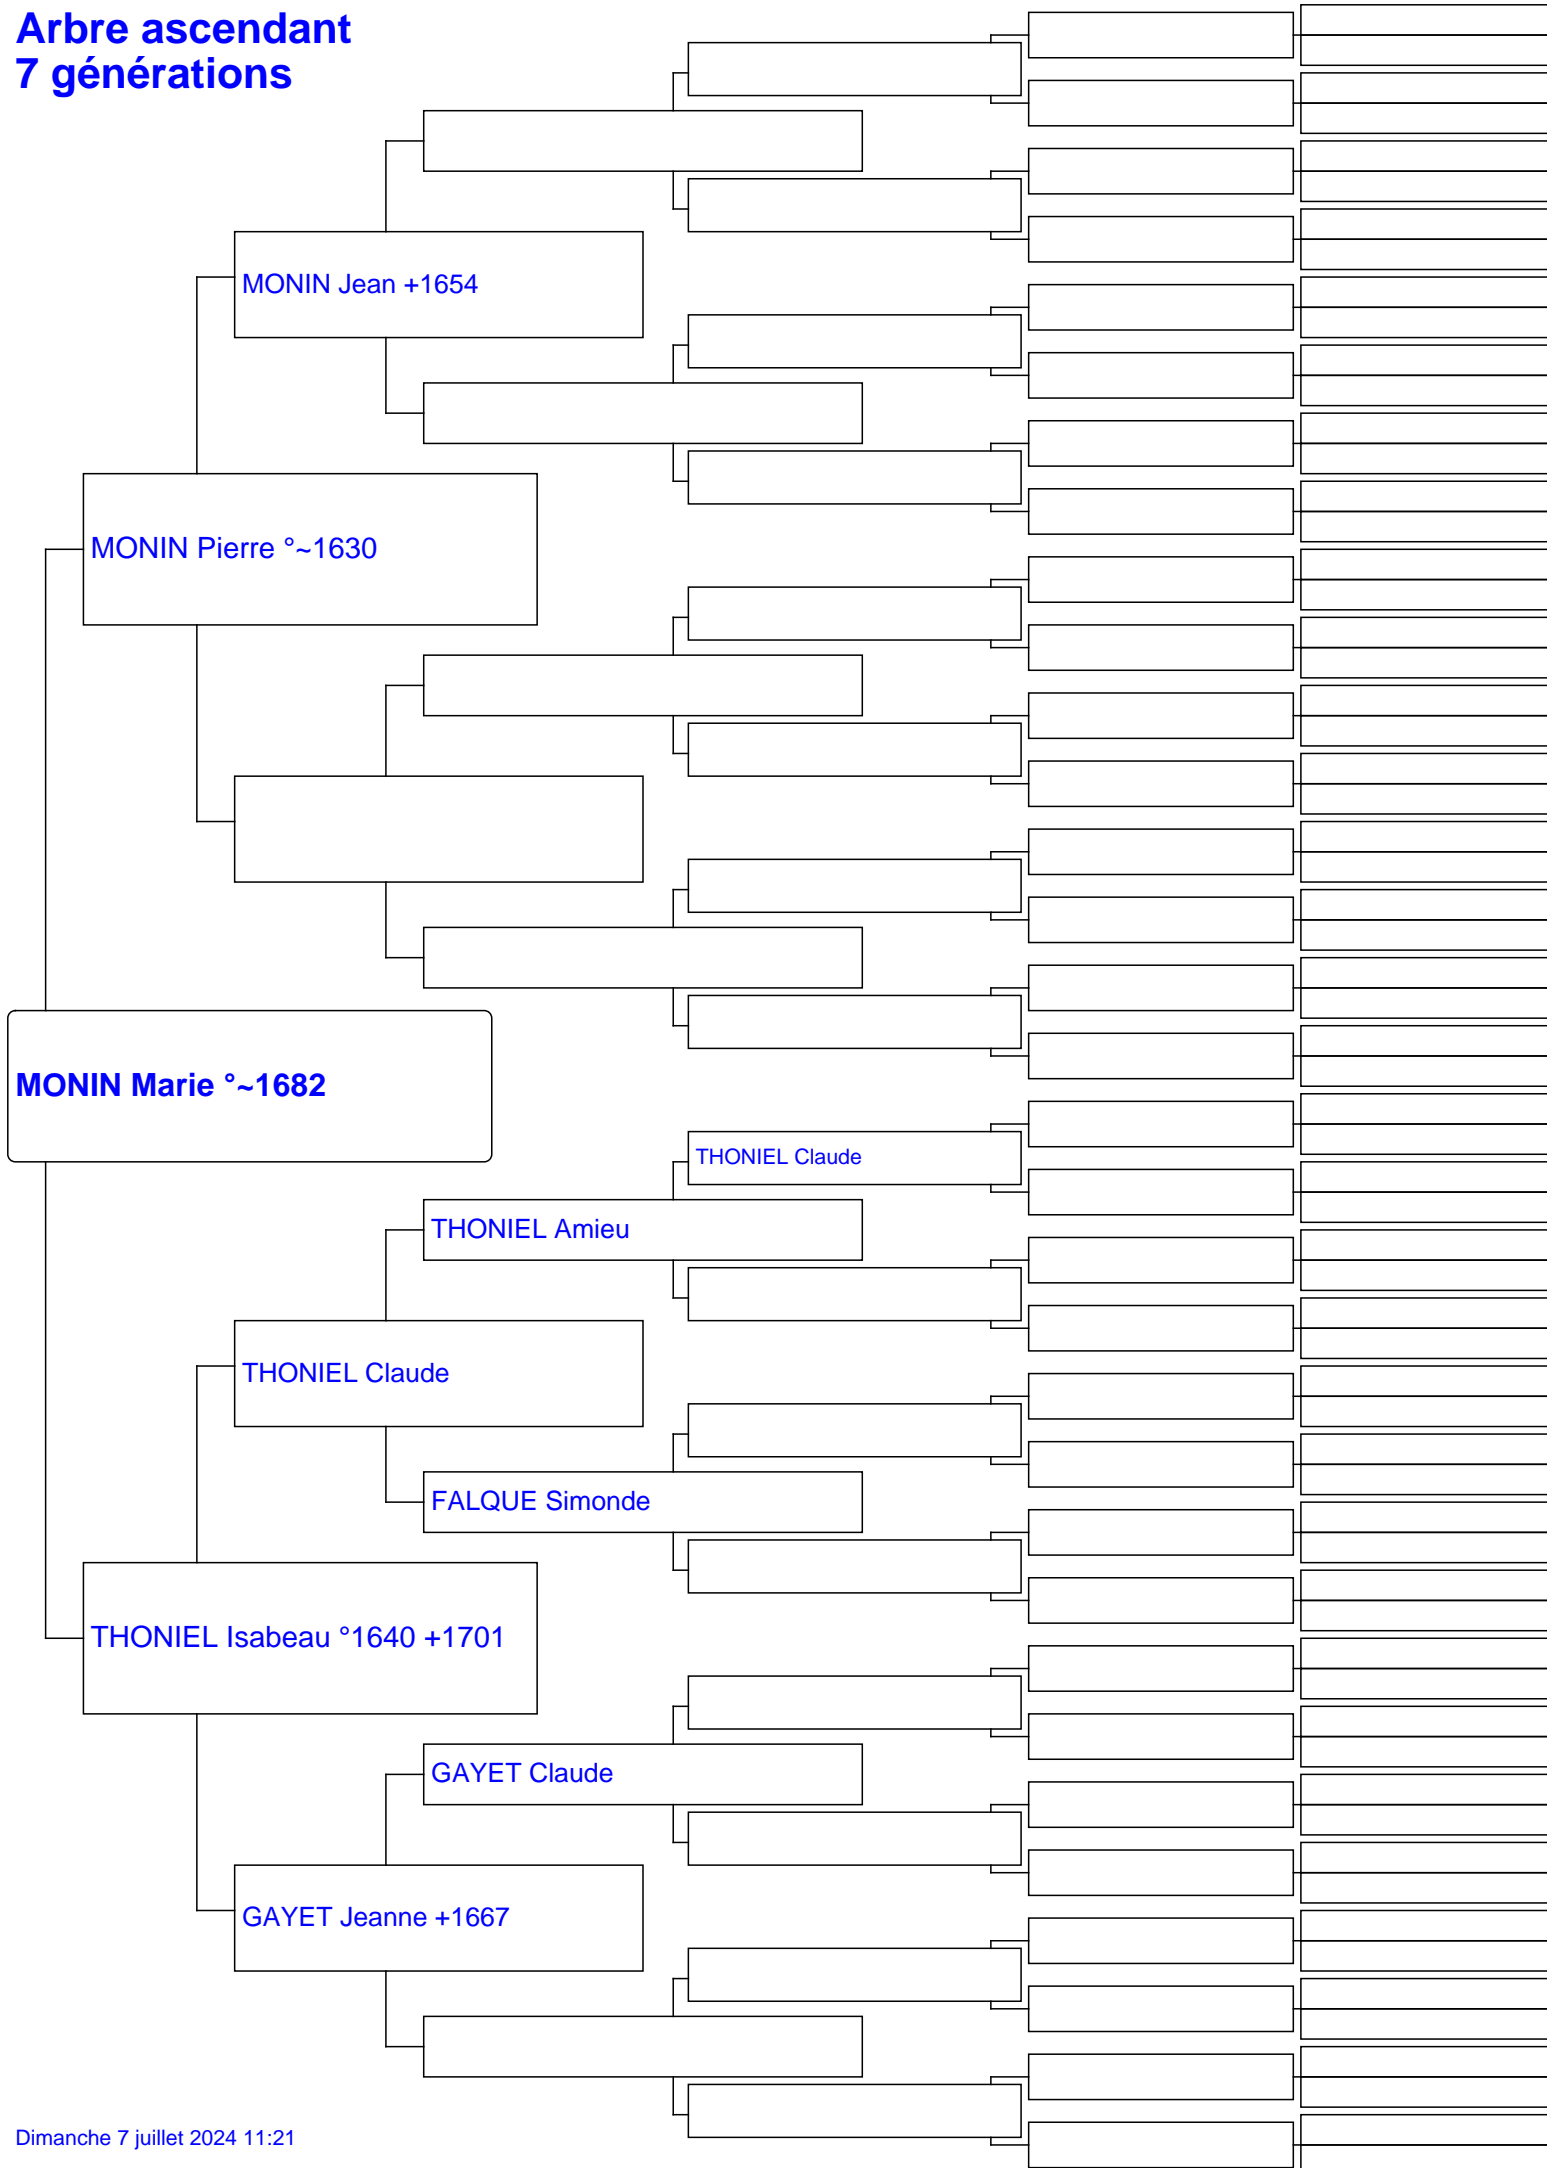 Arbre ascendant
7 générations
MONIN Jean +1654
MONIN Pierre °~1630
MONIN Marie °~1682
THONIEL Claude
THONIEL Amieu
THONIEL Claude
FALQUE Simonde
THONIEL Isabeau °1640 +1701
GAYET Claude
GAYET Jeanne +1667
Dimanche 7 juillet 2024 11:21